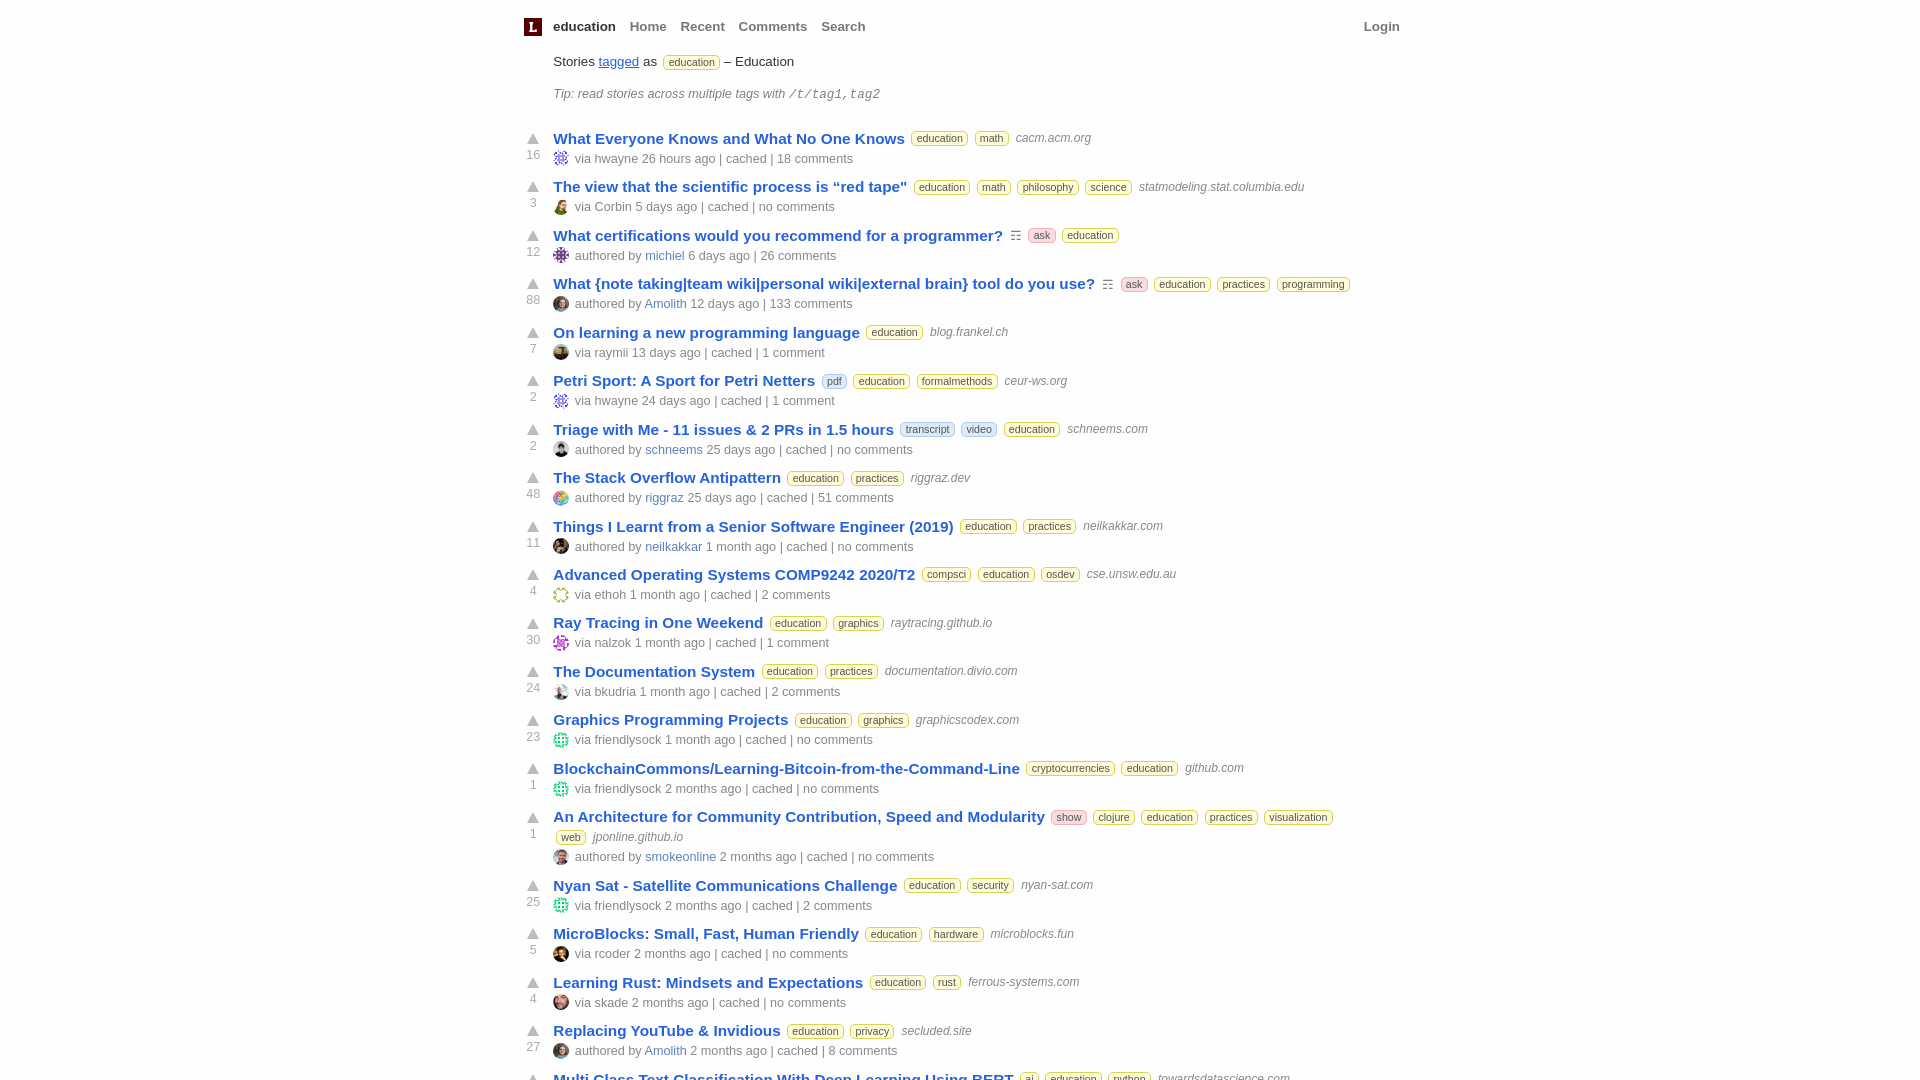 L education Home Recent Comments Search Login
Stories tagged as education – Education
Tip: read stories across multiple tags with /t/tag1,tag2
What Everyone Knows and What No One Knows education math cacm.acm.org
16 via hwayne 26 hours ago | cached | 18 comments
The view that the scientific process is “red tape" education math philosophy science statmodeling.stat.columbia.edu
3 via Corbin 5 days ago | cached | no comments
What certifications would you recommend for a programmer? ☶ ask education
12 authored by michiel 6 days ago | 26 comments
What {note taking|team wiki|personal wiki|external brain} tool do you use? ☶ ask education practices programming
88 authored by Amolith 12 days ago | 133 comments
On learning a new programming language education blog.frankel.ch
7 via raymii 13 days ago | cached | 1 comment
Petri Sport: A Sport for Petri Netters pdf education formalmethods ceur-ws.org
2 via hwayne 24 days ago | cached | 1 comment
Triage with Me - 11 issues & 2 PRs in 1.5 hours transcript video education schneems.com
2 authored by schneems 25 days ago | cached | no comments
The Stack Overflow Antipattern education practices riggraz.dev
48 authored by riggraz 25 days ago | cached | 51 comments
Things I Learnt from a Senior Software Engineer (2019) education practices neilkakkar.com
11 authored by neilkakkar 1 month ago | cached | no comments
Advanced Operating Systems COMP9242 2020/T2 compsci education osdev cse.unsw.edu.au
4 via ethoh 1 month ago | cached | 2 comments
Ray Tracing in One Weekend education graphics raytracing.github.io
30 via nalzok 1 month ago | cached | 1 comment
The Documentation System education practices documentation.divio.com
24 via bkudria 1 month ago | cached | 2 comments
Graphics Programming Projects education graphics graphicscodex.com
23 via friendlysock 1 month ago | cached | no comments
BlockchainCommons/Learning-Bitcoin-from-the-Command-Line cryptocurrencies education github.com
1 via friendlysock 2 months ago | cached | no comments
An Architecture for Community Contribution, Speed and Modularity show clojure education practices visualization
1 web jponline.github.io
authored by smokeonline 2 months ago | cached | no comments
Nyan Sat - Satellite Communications Challenge education security nyan-sat.com
25 via friendlysock 2 months ago | cached | 2 comments
MicroBlocks: Small, Fast, Human Friendly education hardware microblocks.fun
5 via rcoder 2 months ago | cached | no comments
Learning Rust: Mindsets and Expectations education rust ferrous-systems.com
4 via skade 2 months ago | cached | no comments
Replacing YouTube & Invidious education privacy secluded.site
27 authored by Amolith 2 months ago | cached | 8 comments
Multi Class Text Classification With Deep Learning Using BERT ai education python towardsdatascience.com